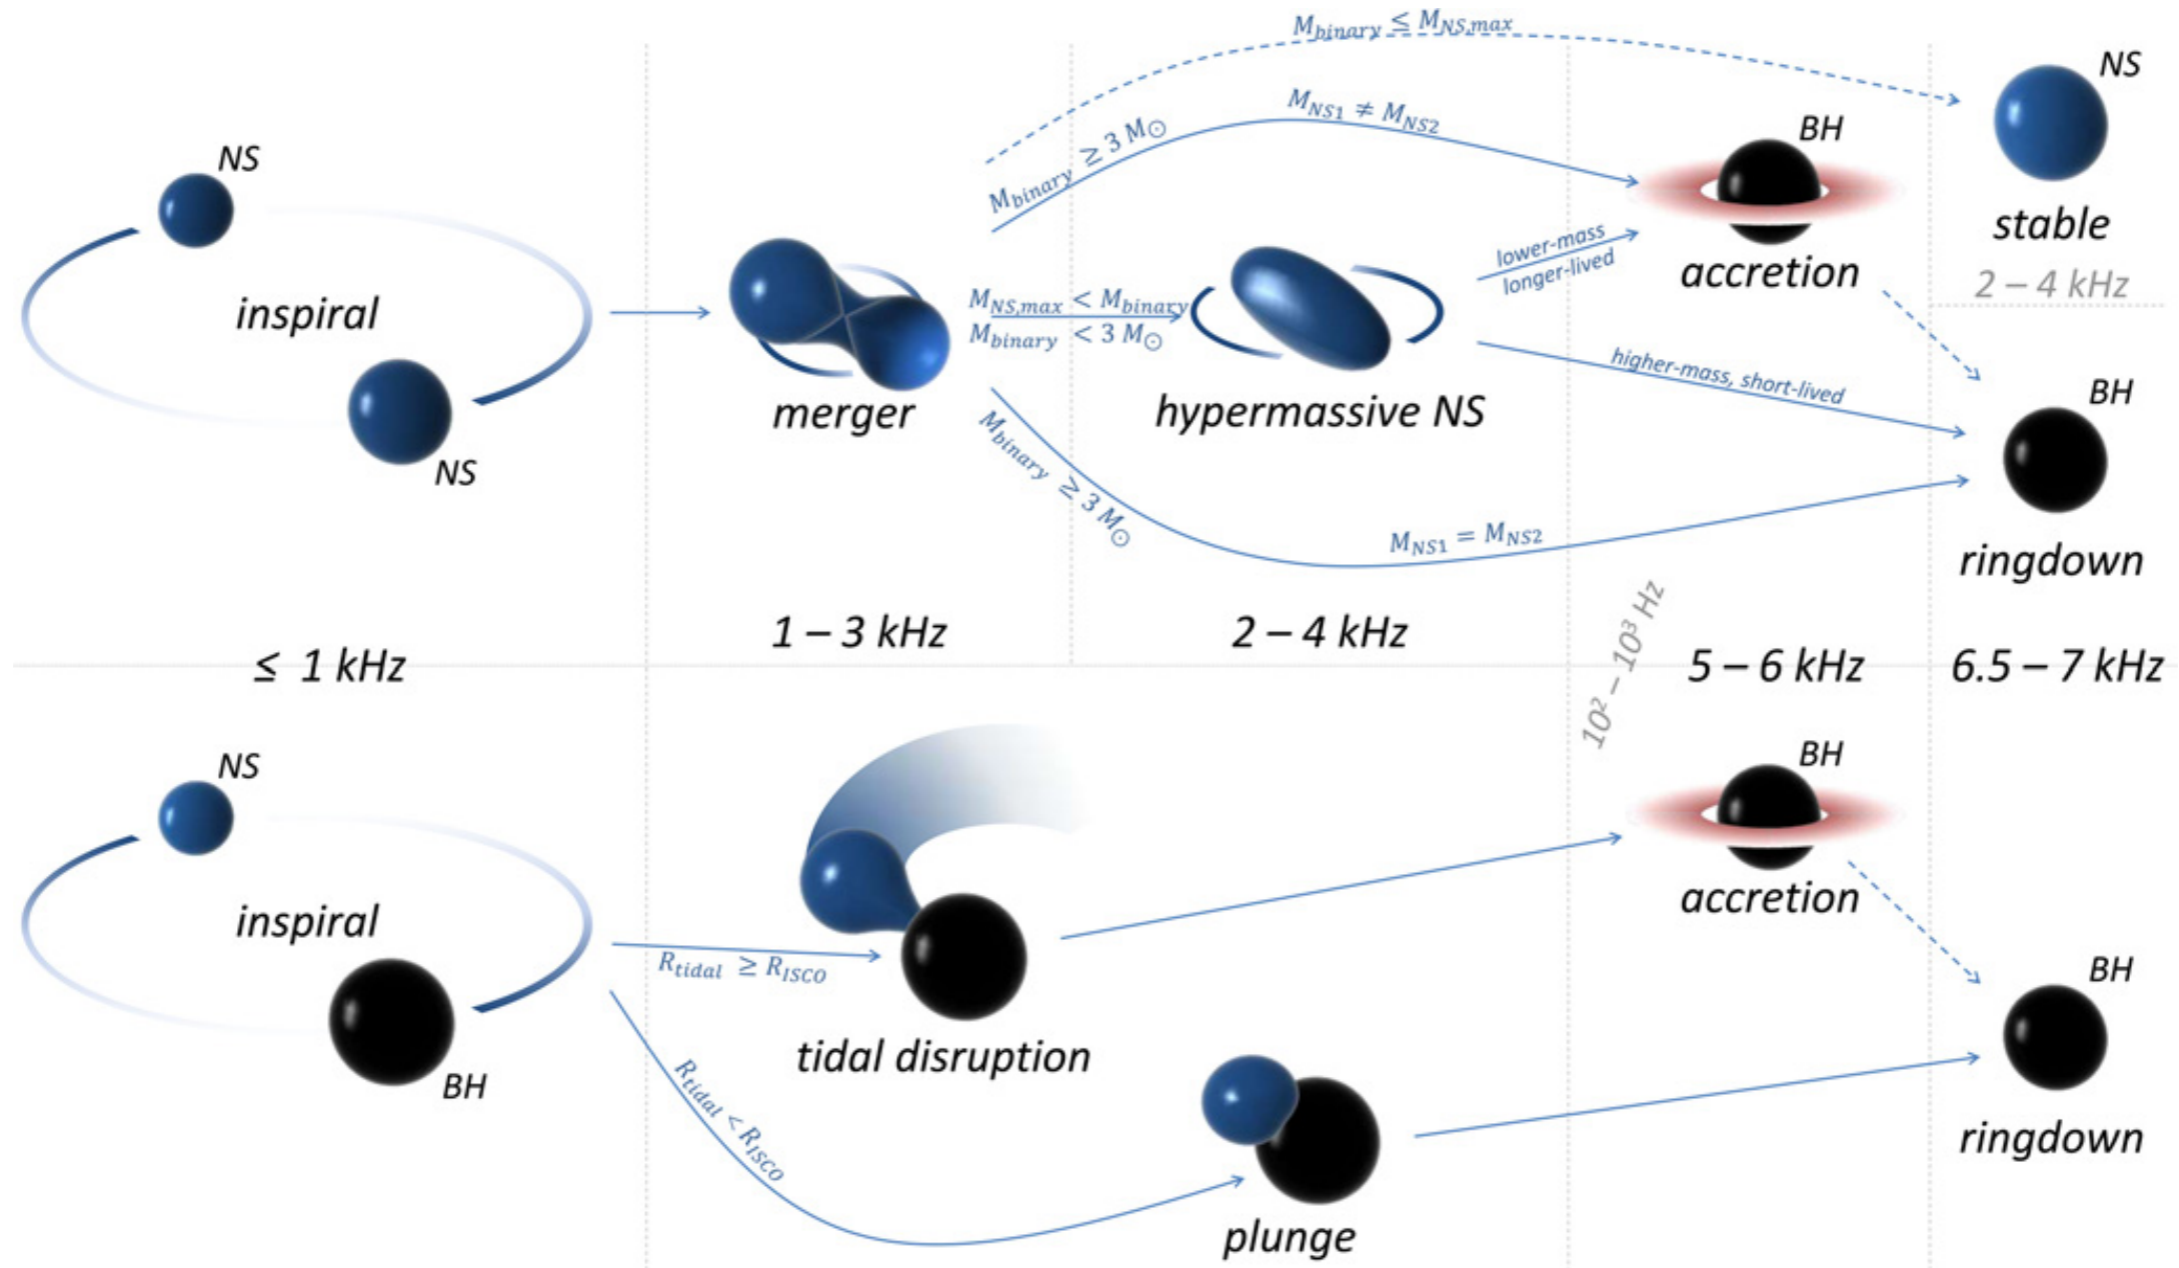 M_binary ≤ M_NS,max
NS
stable
2 – 4 kHz
M_binary ≥ 3 M_⊙
M_NS1 ≠ M_NS2
BH
accretion
NS
inspiral
NS
merger
M_NS,max < M_binary
M_binary < 3 M_⊙
hypermassive NS
lower-mass
longer-lived
higher-mass, short-lived
BH
ringdown
M_binary ≥ 3 M_⊙
M_NS1 = M_NS2
≤ 1 kHz
1 – 3 kHz
2 – 4 kHz
10² – 10³ Hz
5 – 6 kHz
6.5 – 7 kHz
NS
inspiral
BH
R_tidal ≥ R_ISCO
tidal disruption
R_tidal < R_ISCO
plunge
BH
accretion
BH
ringdown